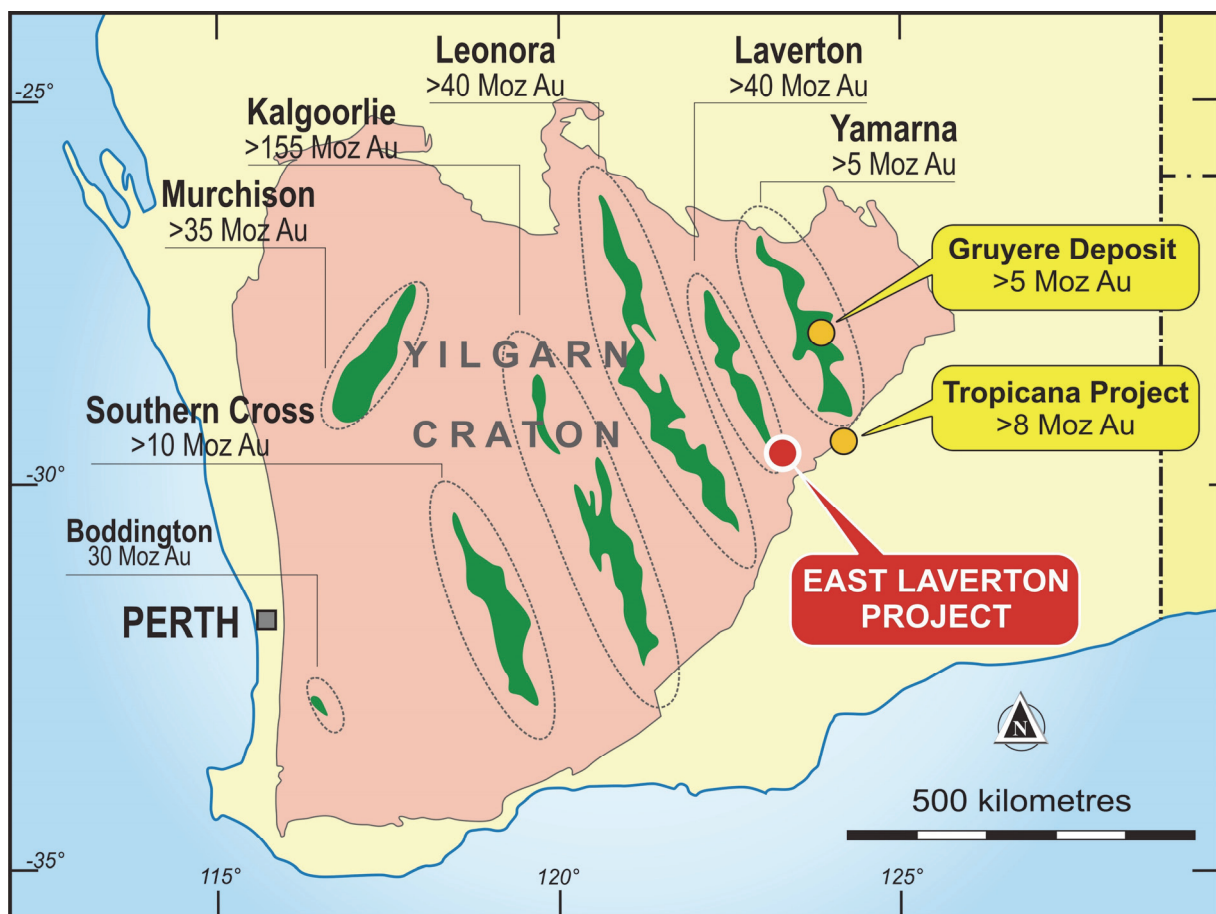 Leonora
>40 Moz Au
Laverton
>40 Moz Au
-25°
Kalgoorlie
>155 Moz Au
Yamarna
>5 Moz Au
Murchison
>35 Moz Au
Gruyere Deposit
>5 Moz Au
YILGARN
CRATON
Southern Cross
>10 Moz Au
Tropicana Project
>8 Moz Au
-30°
Boddington
30 Moz Au
EAST LAVERTON
PROJECT
PERTH
N
500 kilometres
-35°
115°
120°
125°